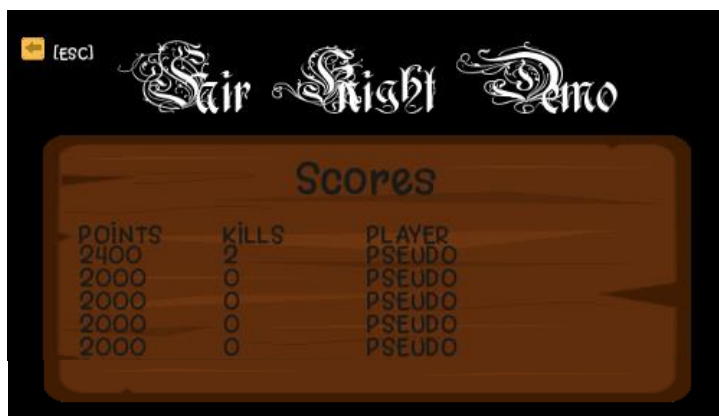 [ESC]
Fair Knight Demo
Scores
POINTS KILLS PLAYER
2400 2 PSEUDO
2000 0 PSEUDO
2000 0 PSEUDO
2000 0 PSEUDO
2000 0 PSEUDO